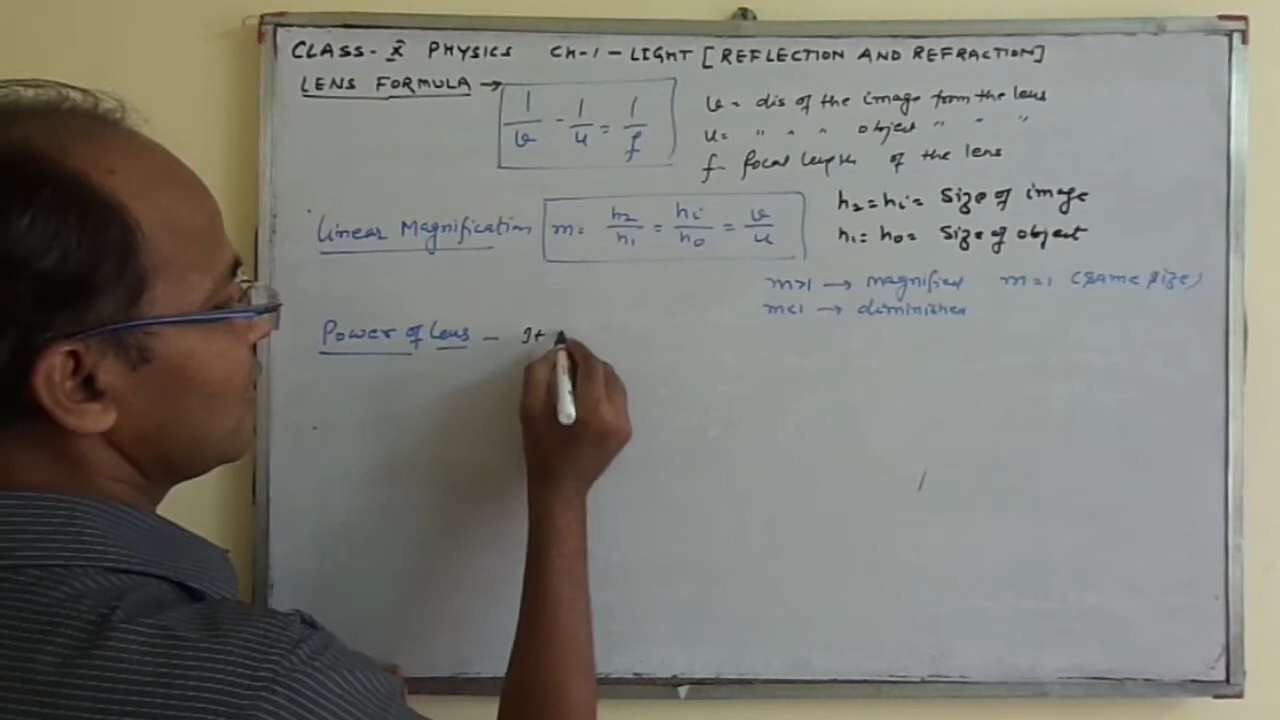 CLASS-X PHYSICS CH-1-LIGHT [REFLECTION AND REFRACTION]
LENS FORMULA → 1/v - 1/u = 1/f
v = dis of the image from the lens
u= " " " object " " "
f- focal length of the lens
Linear Magnification m= h2/h1 = hi/ho = v/u
h2=hi= Size of image
h1=ho= Size of object
m>1 → magnified m=1 (same size)
m<1 → diminished
Power of Lens - It